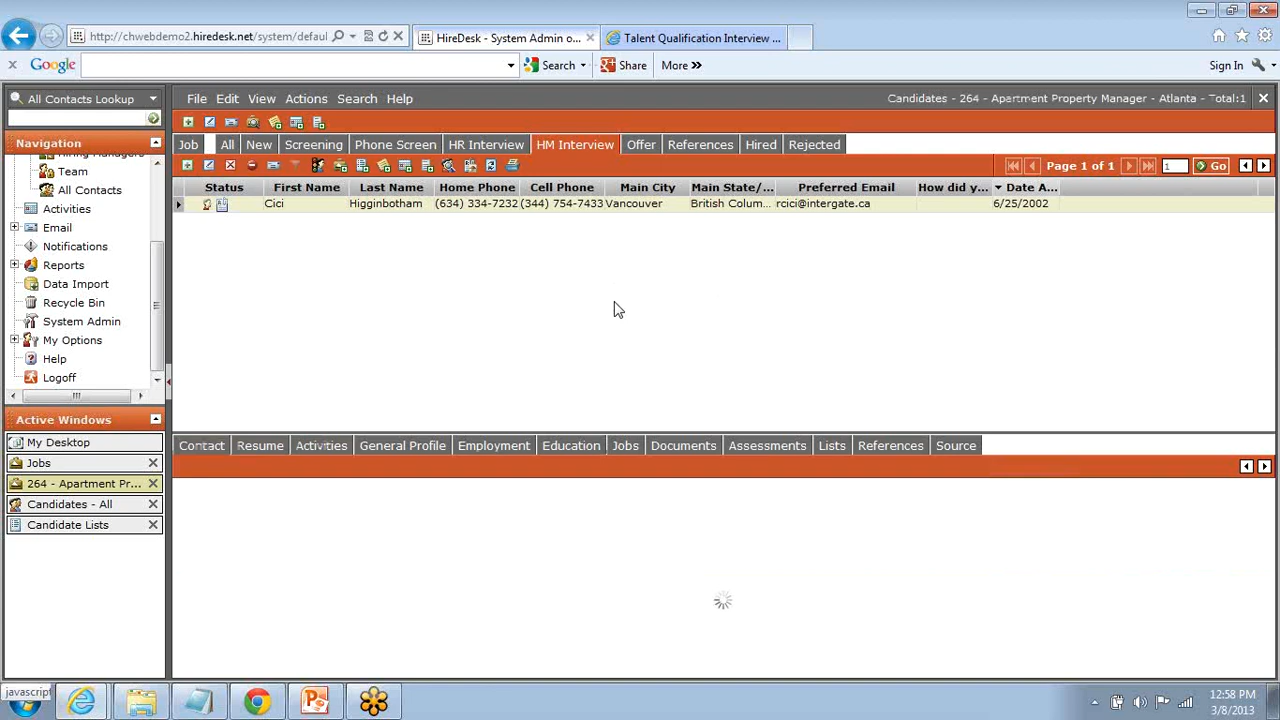 http://chwebdemo2.hiredesk.net/system/defaul
HireDesk - System Admin o...
Talent Qualification Interview ...
Google
Search
Share
More »
Sign In
All Contacts Lookup
File Edit View Actions Search Help
Candidates - 264 - Apartment Property Manager - Atlanta - Total:1
Navigation
Hiring Managers
Team
All Contacts
Activities
Email
Notifications
Reports
Data Import
Recycle Bin
System Admin
My Options
Help
Logoff
Job All New Screening Phone Screen HR Interview HM Interview Offer References Hired Rejected
Page 1 of 1
1
Go
Status First Name Last Name Home Phone Cell Phone Main City Main State/... Preferred Email How did y... Date A...
Cici Higginbotham (634) 334-7232 (344) 754-7433 Vancouver British Colum... rcici@intergate.ca 6/25/2002
Active Windows
My Desktop
Jobs
264 - Apartment Pr...
Candidates - All
Candidate Lists
Contact Resume Activities General Profile Employment Education Jobs Documents Assessments Lists References Source
javascript
12:58 PM
3/8/2013